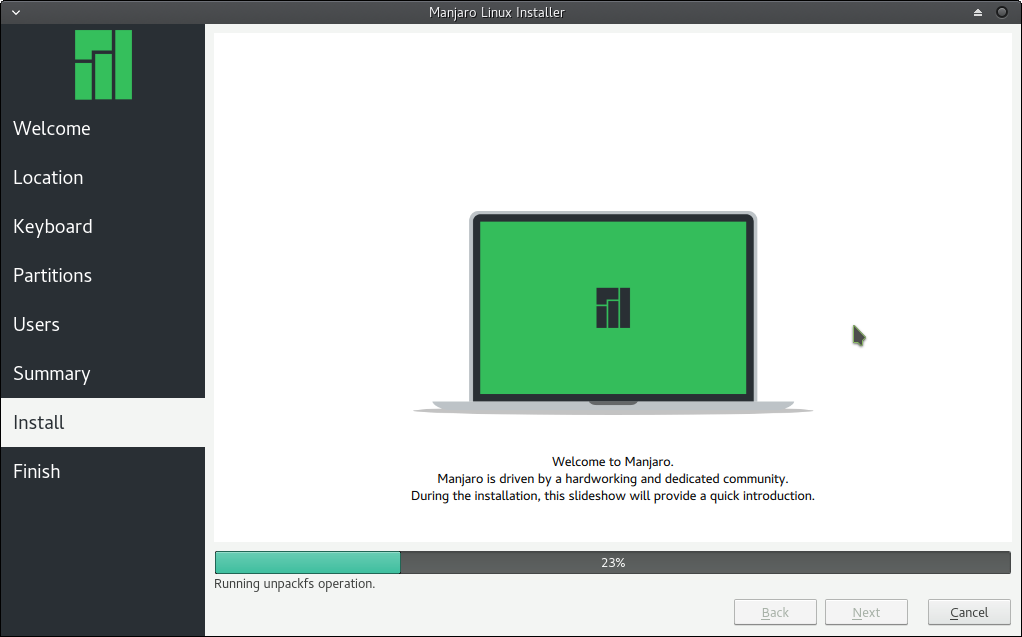 Manjaro Linux Installer
Welcome
Location
Keyboard
Partitions
Users
Summary
Install
Finish
Welcome to Manjaro.
Manjaro is driven by a hardworking and dedicated community.
During the installation, this slideshow will provide a quick introduction.
23%
Running unpackfs operation.
Back Next Cancel